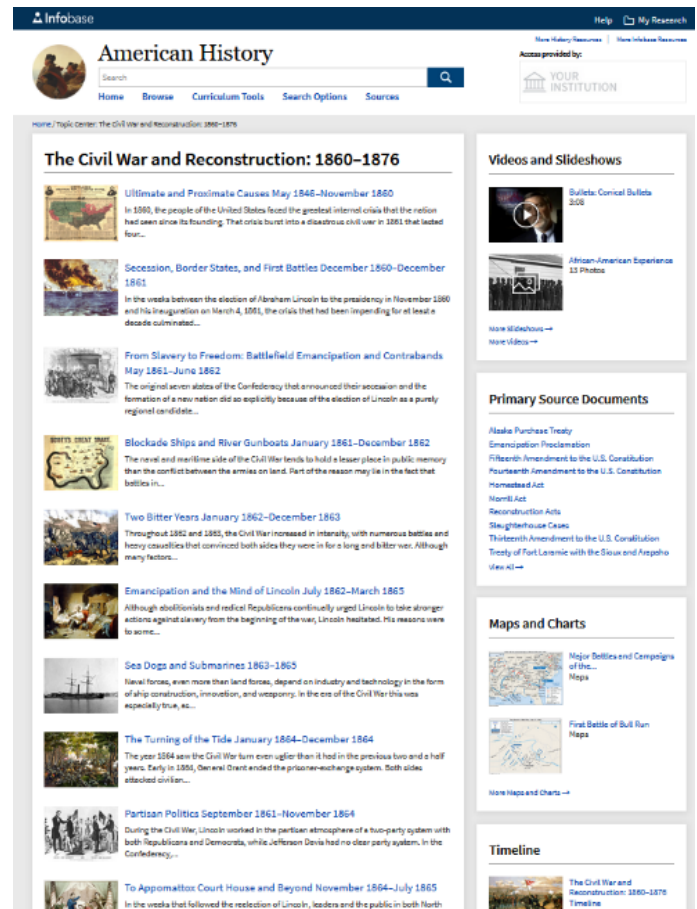 Infobase
Help My Research
American History
More History Resources | More Infobase Resources
Access provided by:
Search
YOUR
INSTITUTION
Home Browse Curriculum Tools Search Options Sources
Home / Topic Center: The Civil War and Reconstruction: 1860–1876
The Civil War and Reconstruction: 1860–1876
Ultimate and Proximate Causes May 1846–November 1860
In 1860, the people of the United States faced the greatest internal crisis that the nation
had seen since its founding. That crisis burst into a disastrous civil war in 1861 that lasted
four...
Secession, Border States, and First Battles December 1860–December
1861
In the weeks between the election of Abraham Lincoln to the presidency in November 1860
and his inauguration on March 4, 1861, the crisis that had been impending for at least a
decade culminated...
From Slavery to Freedom: Battlefield Emancipation and Contrabands
May 1861–June 1862
The original seven states of the Confederacy that announced their secession and the
formation of a new nation did so explicitly because of the election of Lincoln as a purely
regional candidate...
SCOTT'S GREAT SNAKE.
Blockade Ships and River Gunboats January 1861–December 1862
The naval and maritime side of the Civil War tends to hold a lesser place in public memory
than the conflict between the armies on land. Part of the reason may lie in the fact that
battles in...
Two Bitter Years January 1862–December 1863
Throughout 1862 and 1863, the Civil War increased in intensity, with numerous battles and
heavy casualties that convinced both sides they were in for a long and bitter war. Although
many factors...
Emancipation and the Mind of Lincoln July 1862–March 1865
Although abolitionists and radical Republicans continually urged Lincoln to take stronger
actions against slavery from the beginning of the war, Lincoln hesitated. His reasons were
to some...
Sea Dogs and Submarines 1863–1865
Naval forces, even more than land forces, depend on industry and technology in the form
of ship construction, innovation, and weaponry. In the era of the Civil War this was
especially true, as...
The Turning of the Tide January 1864–December 1864
The year 1864 saw the Civil War turn even uglier than it had in the previous two and a half
years. Early in 1864, General Grant ended the prisoner-exchange system. Both sides
attacked civilian...
Partisan Politics September 1861–November 1864
During the Civil War, Lincoln worked in the partisan atmosphere of a two-party system with
both Republicans and Democrats, while Jefferson Davis had no clear party system. In the
Confederacy,...
To Appomattox Court House and Beyond November 1864–July 1865
In the weeks that followed the reelection of Lincoln, leaders and the public in both North
Videos and Slideshows
Bullets: Conical Bullets
3:08
African-American Experience
13 Photos
More Slideshows →
More Videos →
Primary Source Documents
Alaska Purchase Treaty
Emancipation Proclamation
Fifteenth Amendment to the U.S. Constitution
Fourteenth Amendment to the U.S. Constitution
Homestead Act
Morrill Act
Reconstruction Acts
Slaughterhouse Cases
Thirteenth Amendment to the U.S. Constitution
Treaty of Fort Laramie with the Sioux and Arapaho
View All →
Maps and Charts
Major Battles and Campaigns
of the...
Maps
First Battle of Bull Run
Maps
More Maps and Charts →
Timeline
The Civil War and
Reconstruction: 1860–1876
Timeline